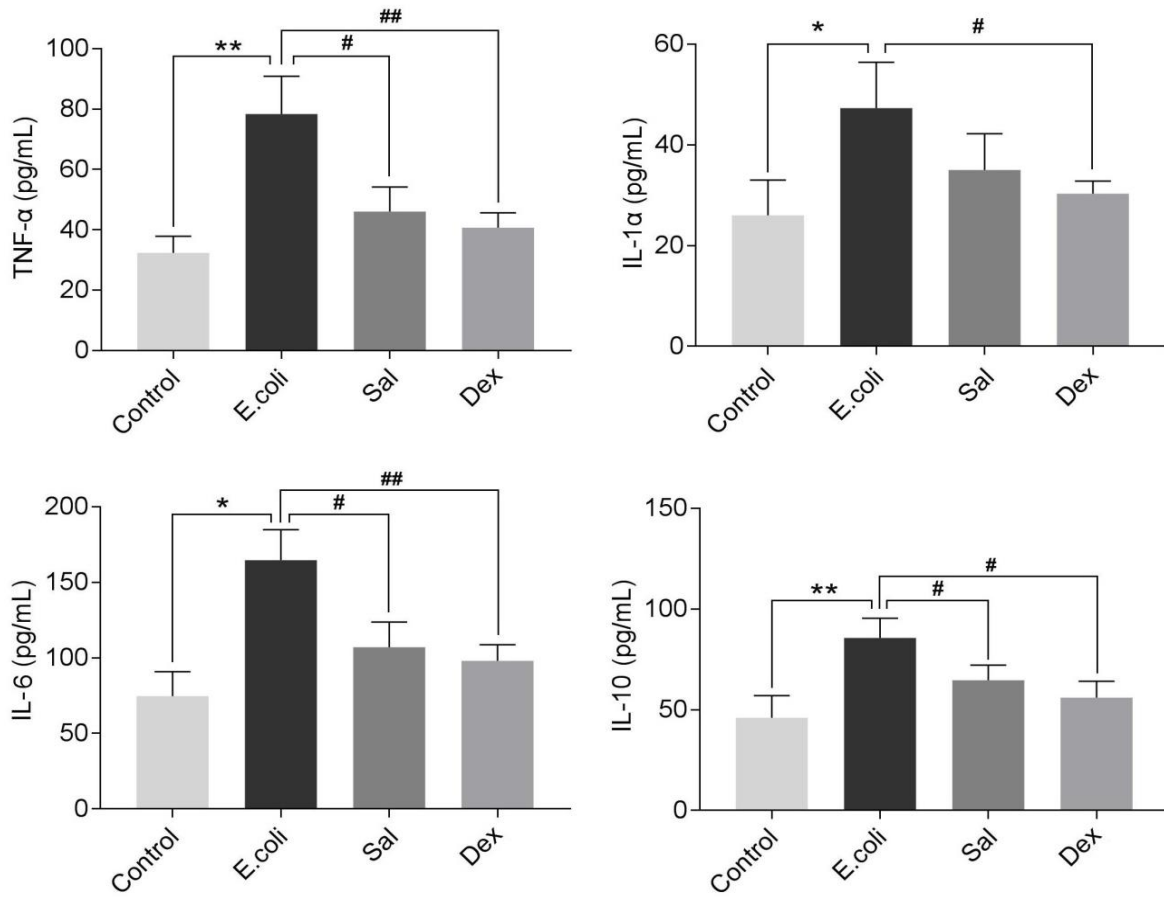 TNF-α (pg/mL)
100
80
60
40
20
0
**
#
##
Control
E.coli
Sal
Dex
IL-1α (pg/mL)
60
40
20
0
*
#
Control
E.coli
Sal
Dex
IL-6 (pg/mL)
200
150
100
50
0
*
#
##
Control
E.coli
Sal
Dex
IL-10 (pg/mL)
150
100
50
0
**
#
#
Control
E.coli
Sal
Dex